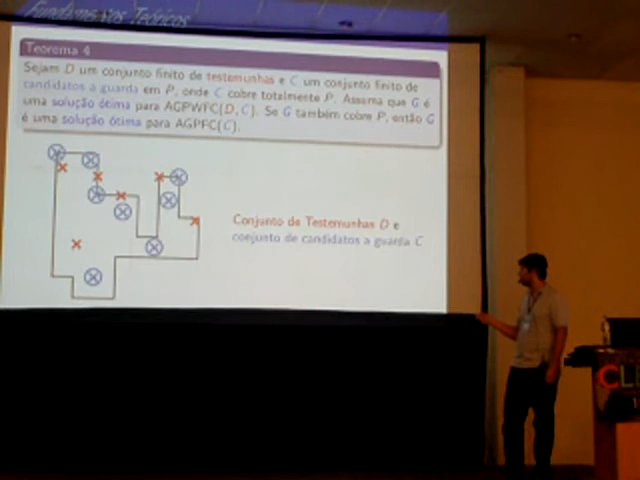 Fundamentos Teóricos
Teorema 4
Sejam D um conjunto finito de testemunhas e C um conjunto finito de
candidatos a guarda em P, onde C cobre totalmente P. Assuma que G é
uma solução ótima para AGPWFC(D, C). Se G também cobre P, então G
é uma solução ótima para AGPFC(C).
Conjunto de Testemunhas D e
conjunto de candidatos a guarda C
CL